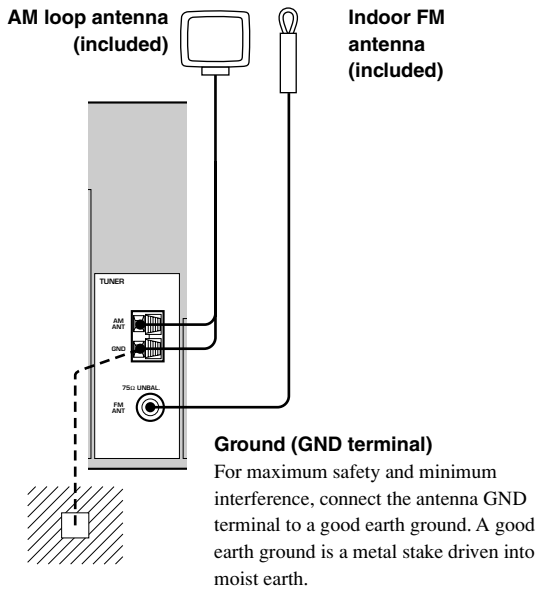 AM loop antenna
(included)
Indoor FM
antenna
(included)
TUNER
AM
ANT
GND
75Ω UNBAL.
FM
ANT
Ground (GND terminal)
For maximum safety and minimum
interference, connect the antenna GND
terminal to a good earth ground. A good
earth ground is a metal stake driven into
moist earth.